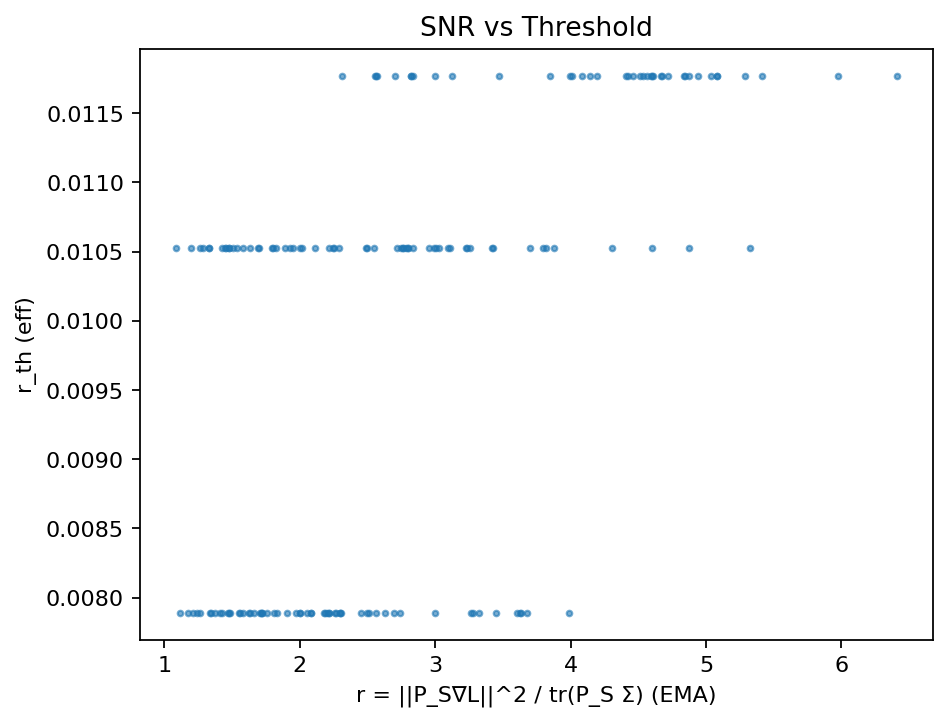 SNR vs Threshold
r_th (eff)
0.0115
0.0110
0.0105
0.0100
0.0095
0.0090
0.0085
0.0080
1 2 3 4 5 6
r = ||P_S∇L||^2 / tr(P_S Σ) (EMA)